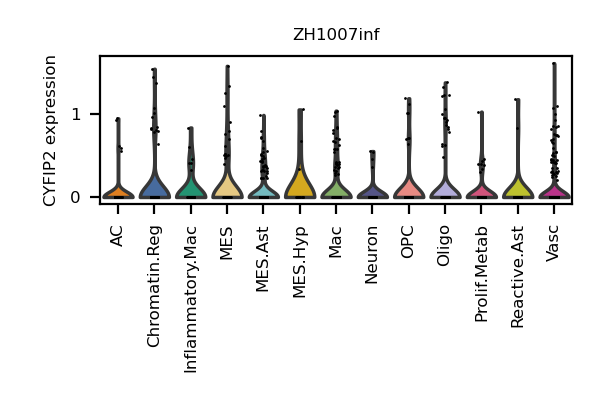 ZH1007inf
CYFIP2 expression
1
0
AC
Chromatin.Reg
Inflammatory.Mac
MES
MES.Ast
MES.Hyp
Mac
Neuron
OPC
Oligo
Prolif.Metab
Reactive.Ast
Vasc